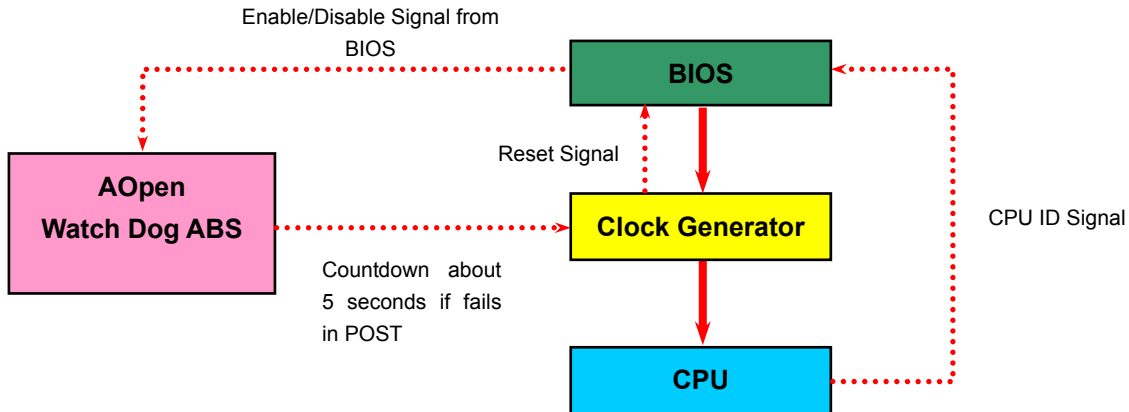 Enable/Disable Signal from
BIOS
BIOS
Reset Signal
AOpen
Watch Dog ABS
Clock Generator
CPU ID Signal
Countdown about
5 seconds if fails
in POST
CPU